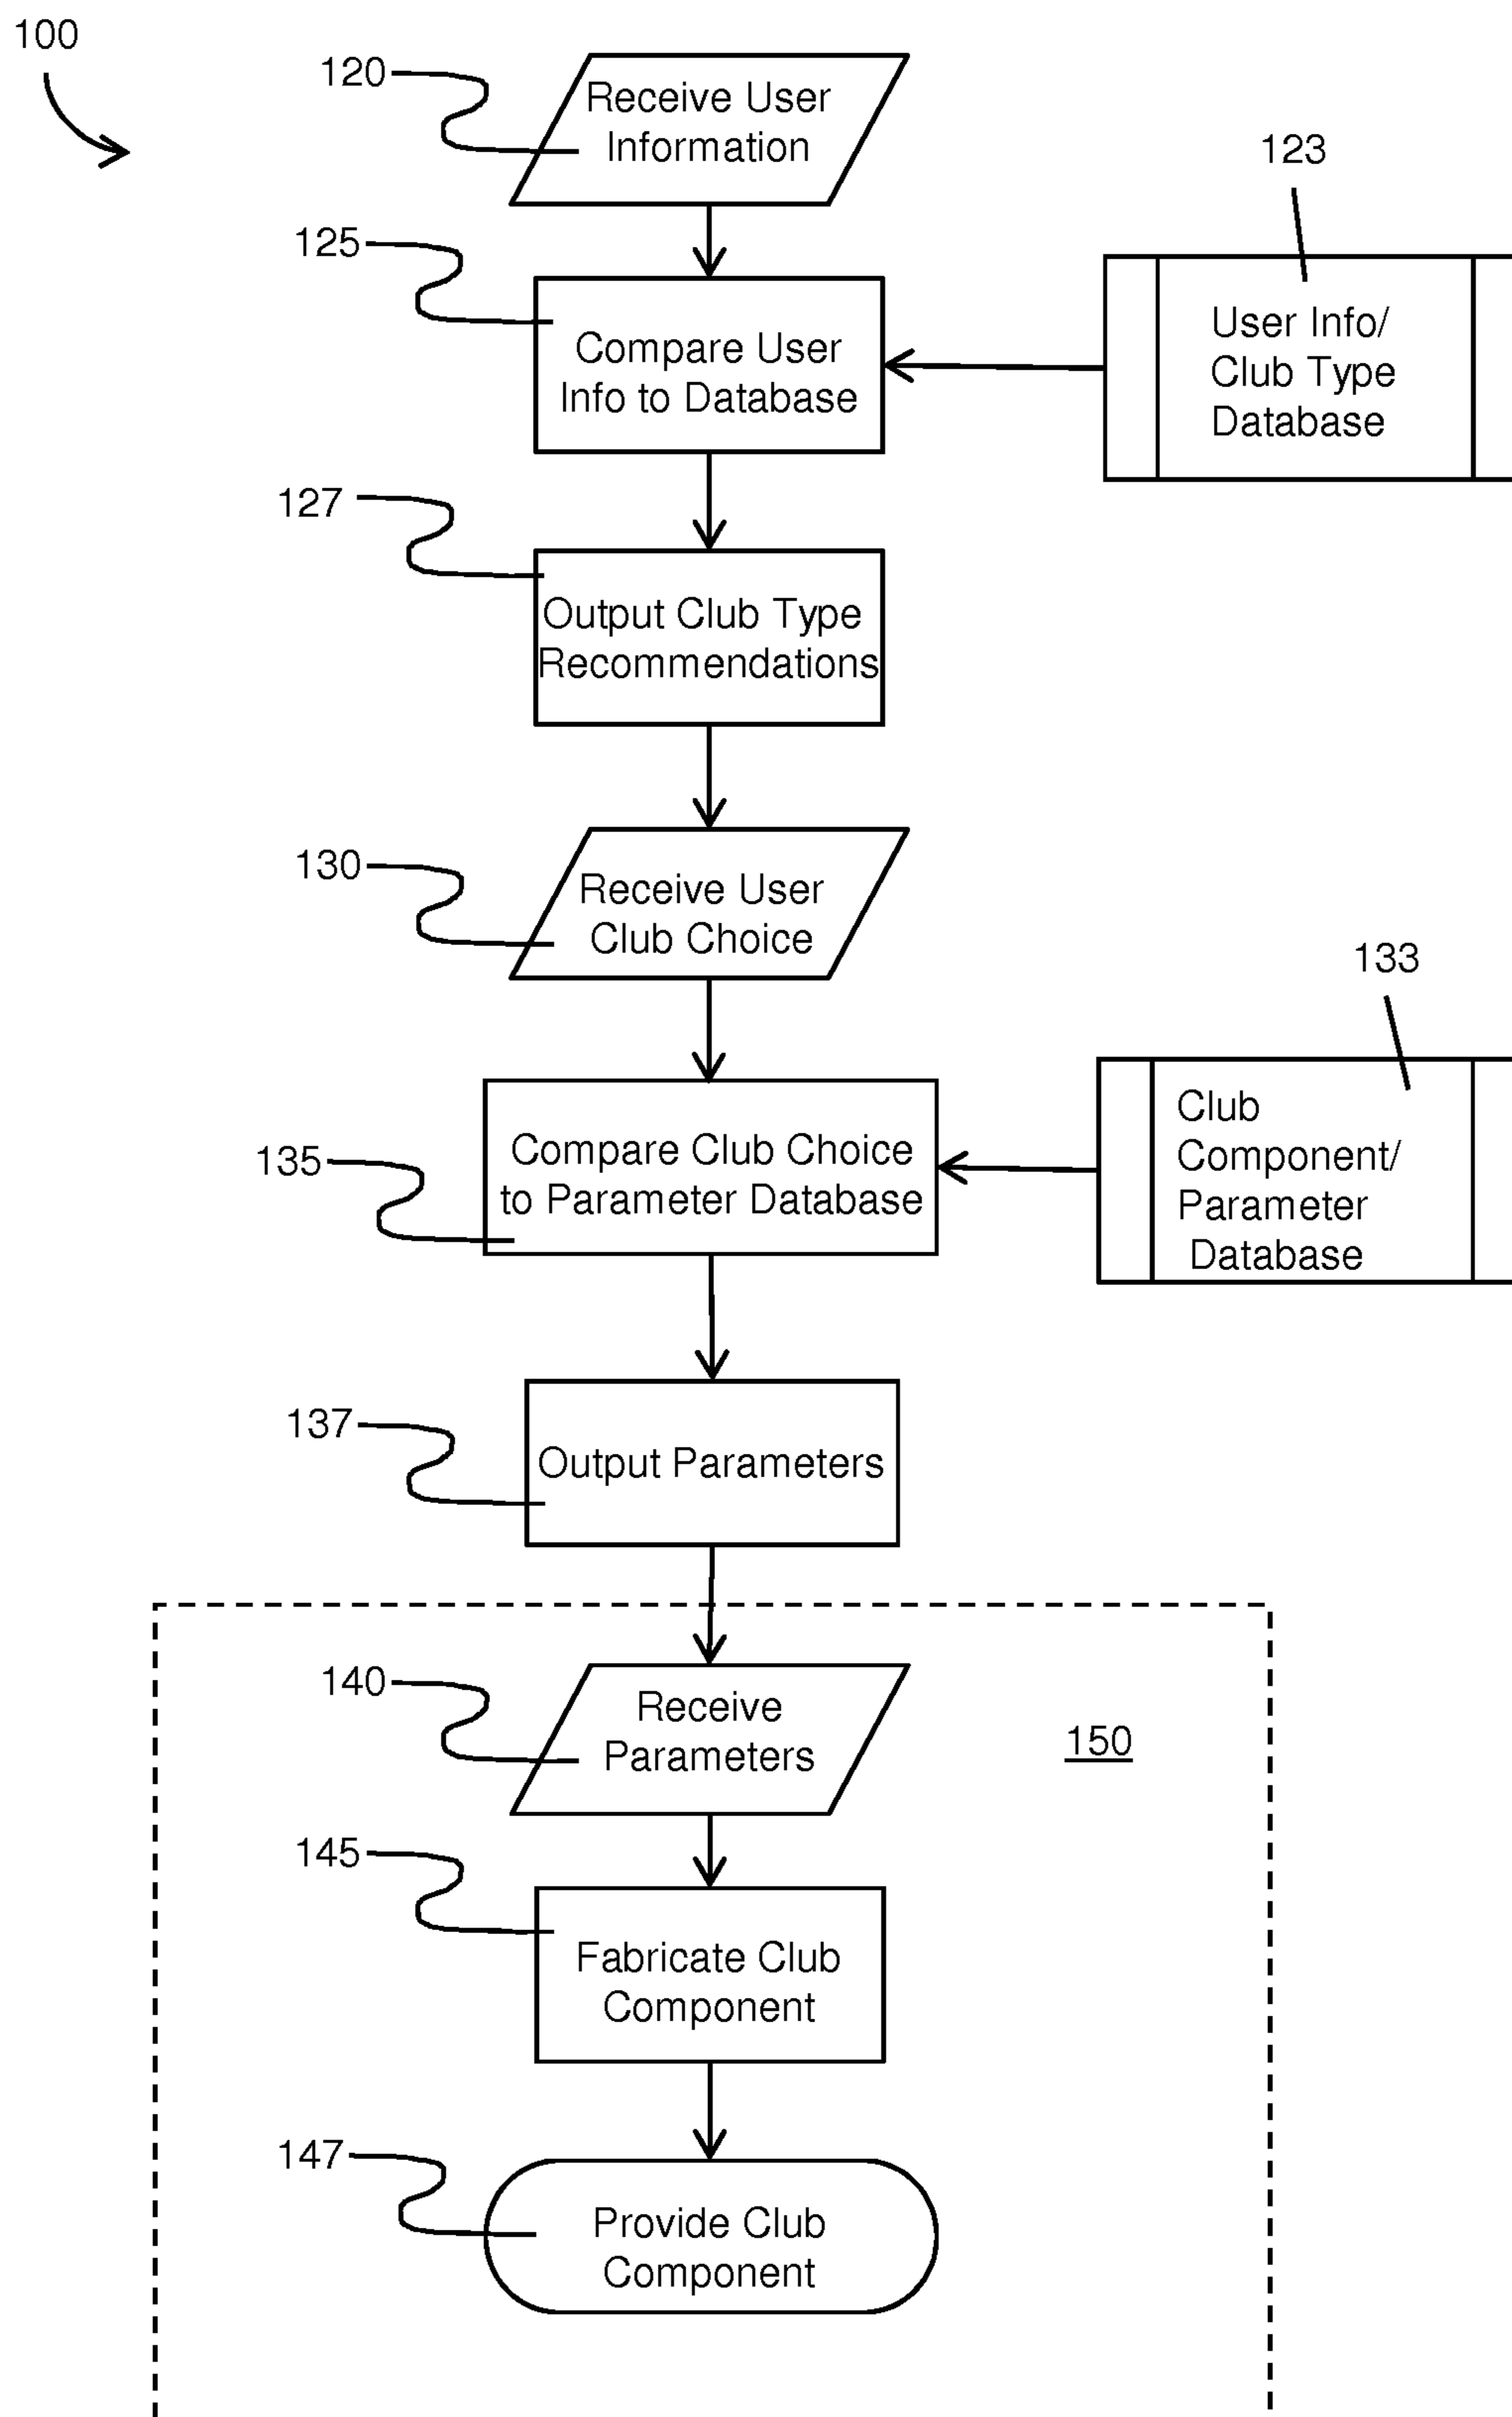 100
120
Receive User
Information
123
125
Compare User
Info to Database
User Info/
Club Type
Database
127
Output Club Type
Recommendations
130
Receive User
Club Choice
133
135
Compare Club Choice
to Parameter Database
Club
Component/
Parameter
Database
137
Output Parameters
140
Receive
Parameters
150
145
Fabricate Club
Component
147
Provide Club
Component